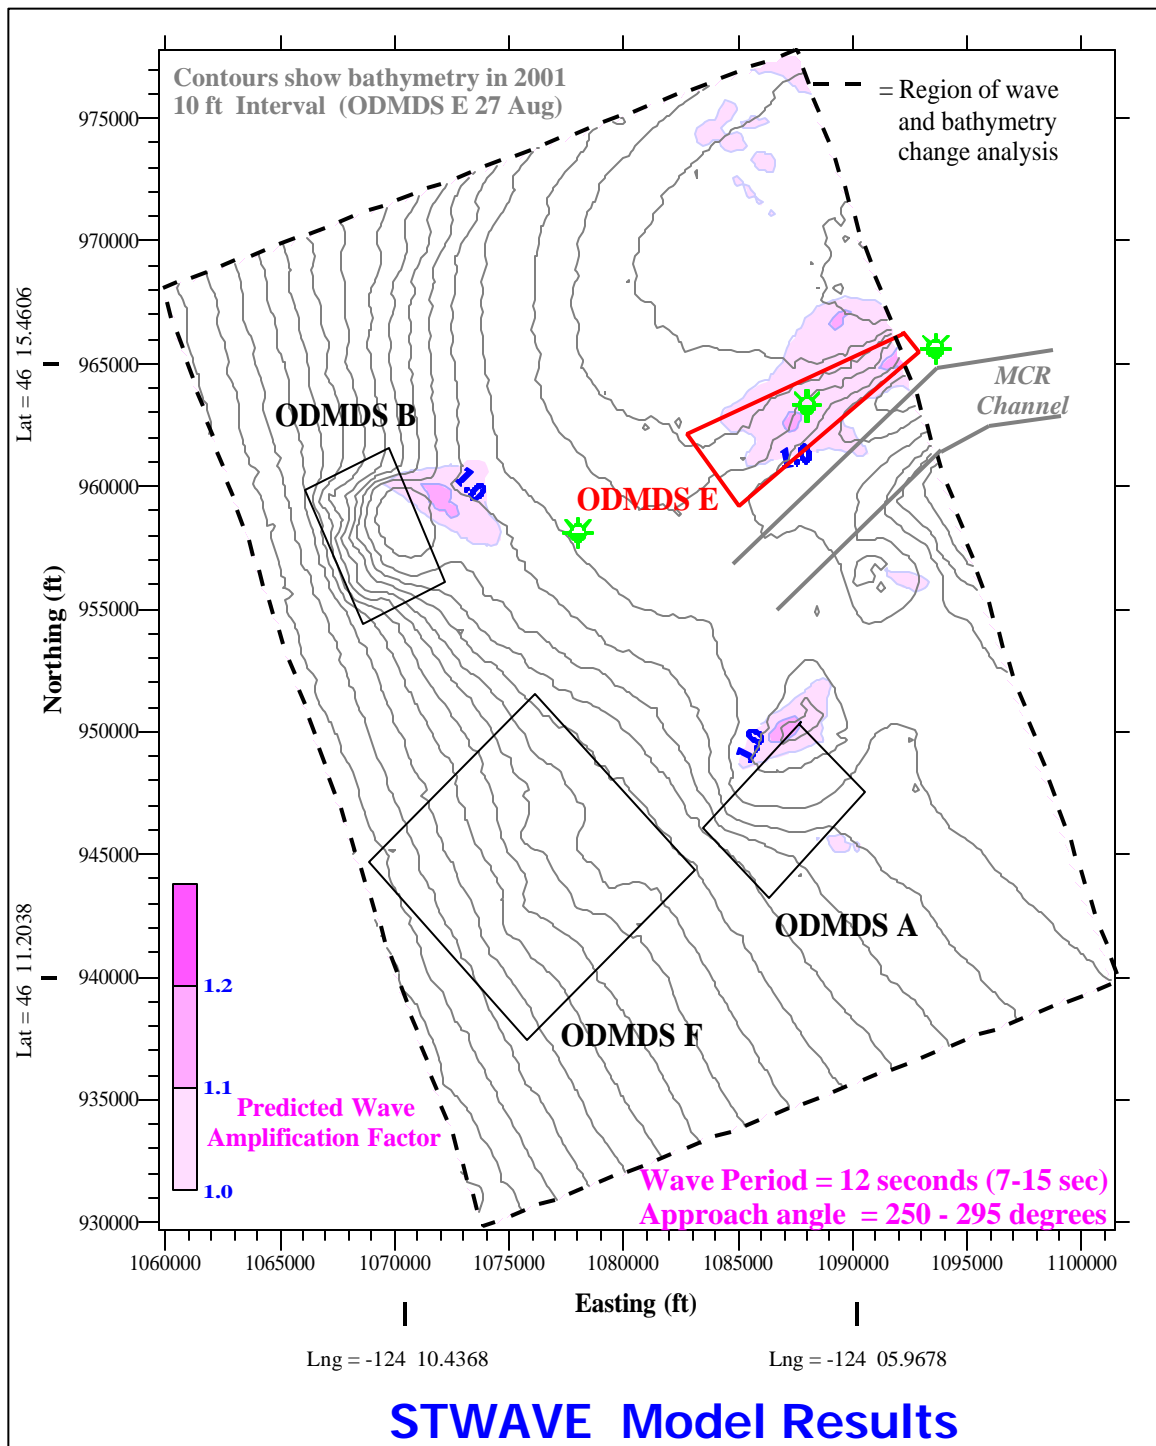 Contours show bathymetry in 2001
10 ft Interval (ODMDS E 27 Aug)
= Region of wave
and bathymetry
change analysis
975000
970000
965000
960000
955000
950000
945000
940000
935000
930000
Northing (ft)
Lat = 46 15.4606
Lat = 46 11.2038
MCR
Channel
ODMDS B
1.0
ODMDS E
1.0
1.0
ODMDS A
ODMDS F
1.2
1.1
1.0
Predicted Wave
Amplification Factor
Wave Period = 12 seconds (7-15 sec)
Approach angle = 250 - 295 degrees
1060000 1065000 1070000 1075000 1080000 1085000 1090000 1095000 1100000
Easting (ft)
Lng = -124 10.4368
Lng = -124 05.9678
STWAVE Model Results